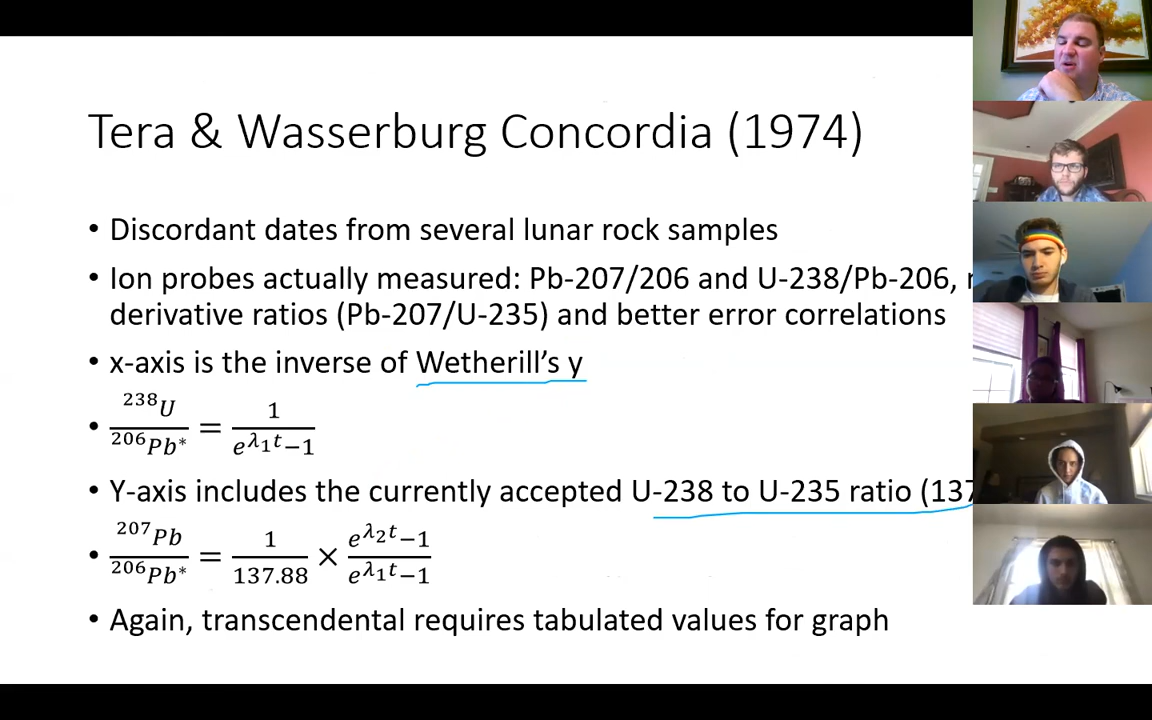 Tera & Wasserburg Concordia (1974)
• Discordant dates from several lunar rock samples
• Ion probes actually measured: Pb-207/206 and U-238/Pb-206,
derivative ratios (Pb-207/U-235) and better error correlations
• x-axis is the inverse of Wetherill’s y
• ²³⁸U / ²⁰⁶Pb* = 1 / (e^λ₁t − 1)
• Y-axis includes the currently accepted U-238 to U-235 ratio (137
• ²⁰⁷Pb / ²⁰⁶Pb* = 1 / 137.88 × (e^λ₂t − 1) / (e^λ₁t − 1)
• Again, transcendental requires tabulated values for graph